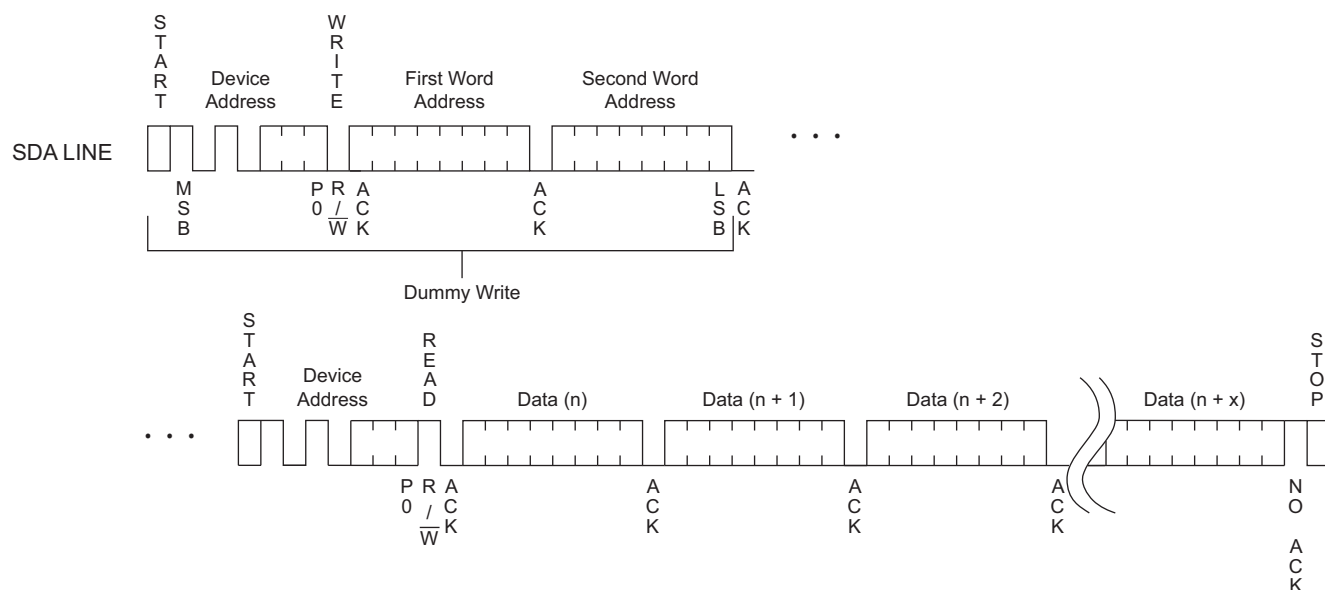 START
WRITE
Device
Address
First Word
Address
Second Word
Address
• • •
SDA LINE
MSB
P0
R/W
ACK
ACK
LSB
ACK
Dummy Write
START
READ
STOP
Device
Address
Data (n)
Data (n + 1)
Data (n + 2)
Data (n + x)
• • •
P0
R/W
ACK
ACK
ACK
ACK
NO ACK